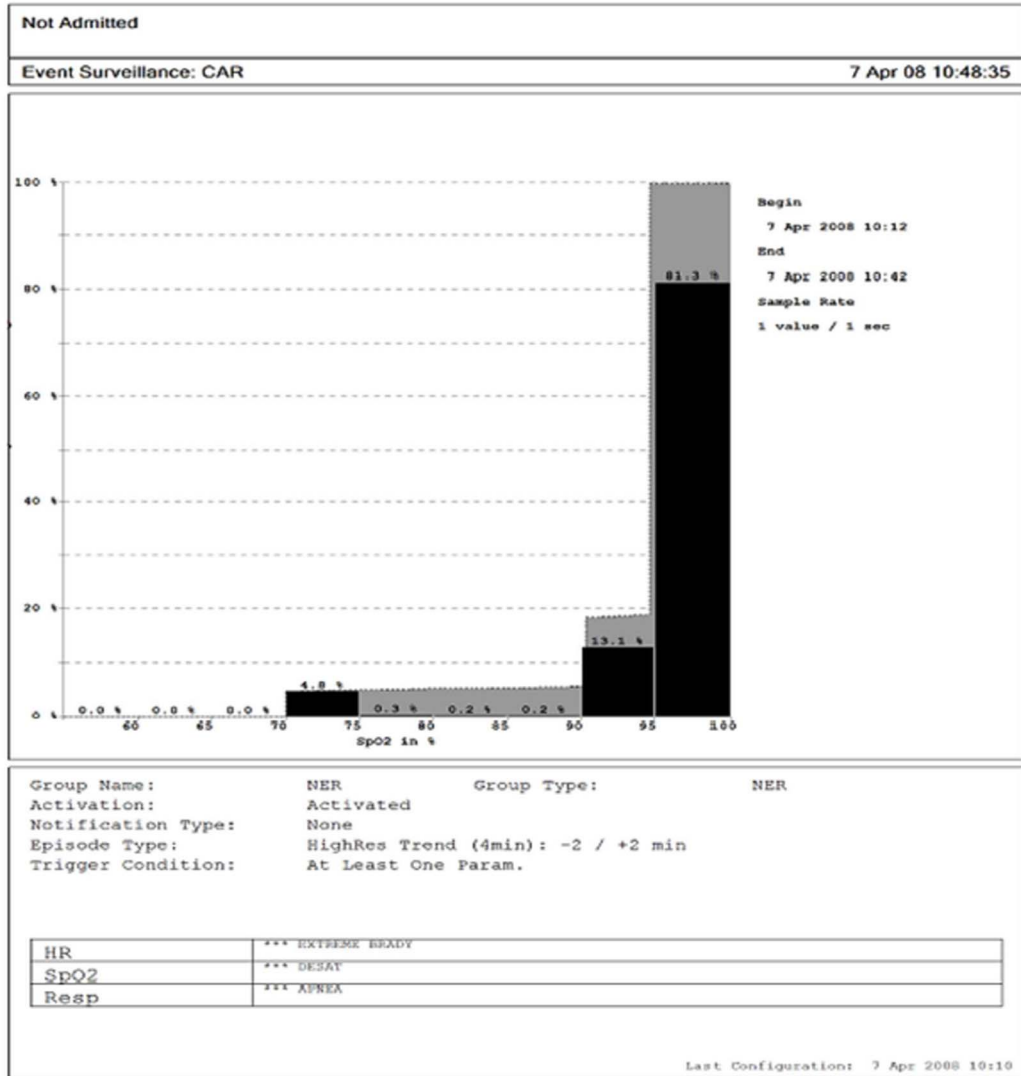 Not Admitted
Event Surveillance: CAR 7 Apr 08 10:48:35
100 %
Begin
7 Apr 2008 10:12
End
81.3 % 7 Apr 2008 10:42
80 %
Sample Rate
1 value / 1 sec
60 %
40 %
20 %
13.1 %
4.8 %
0 % 0.0 % 0.0 % 0.0 % 0.3 % 0.2 % 0.2 %
60 65 70 75 80 85 90 95 100
SpO2 in %
Group Name: NER Group Type: NER
Activation: Activated
Notification Type: None
Episode Type: HighRes Trend (4min): -2 / +2 min
Trigger Condition: At Least One Param.
HR *** EXTREME BRADY
SpO2 *** DESAT
Resp *** APNEA
Last Configuration: 7 Apr 2008 10:10